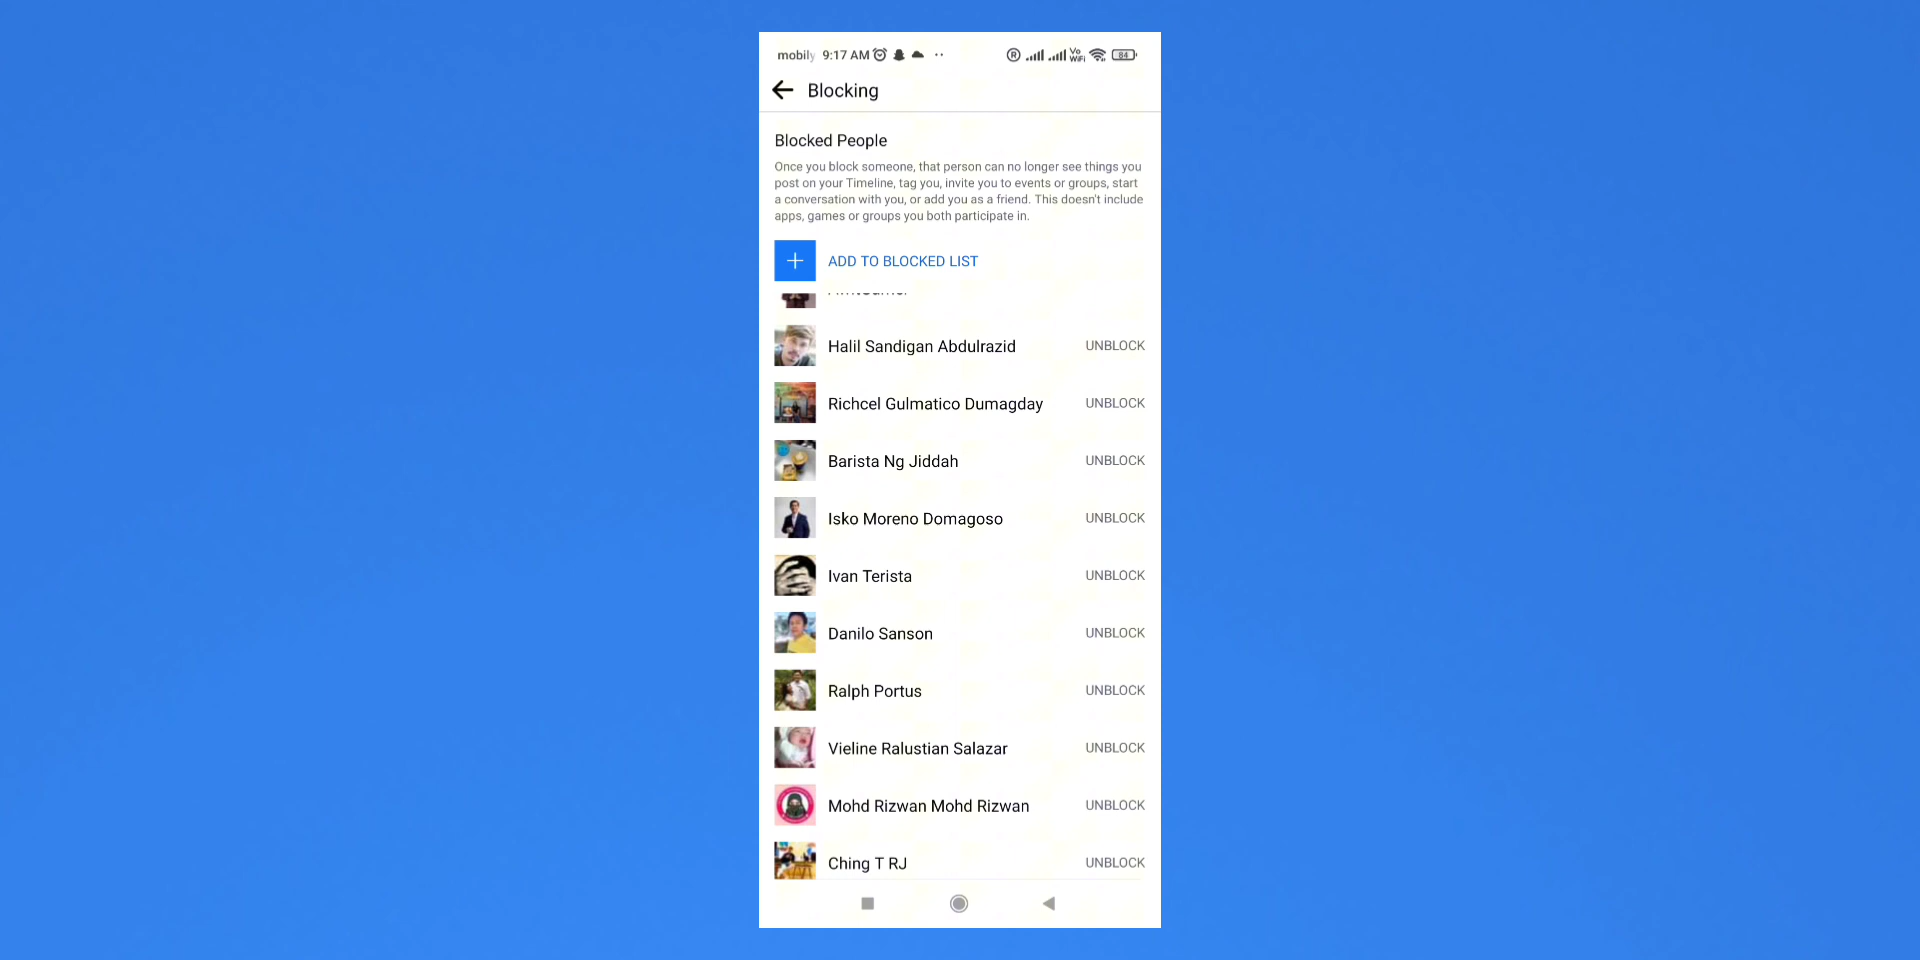 mobily 9:17 AM
R Vo WiFi 84
Blocking
Blocked People
Once you block someone, that person can no longer see things you
post on your Timeline, tag you, invite you to events or groups, start
a conversation with you, or add you as a friend. This doesn't include
apps, games or groups you both participate in.
ADD TO BLOCKED LIST
Halil Sandigan Abdulrazid UNBLOCK
Richcel Gulmatico Dumagday UNBLOCK
Barista Ng Jiddah UNBLOCK
Isko Moreno Domagoso UNBLOCK
Ivan Terista UNBLOCK
Danilo Sanson UNBLOCK
Ralph Portus UNBLOCK
Vieline Ralustian Salazar UNBLOCK
Mohd Rizwan Mohd Rizwan UNBLOCK
Ching T RJ UNBLOCK